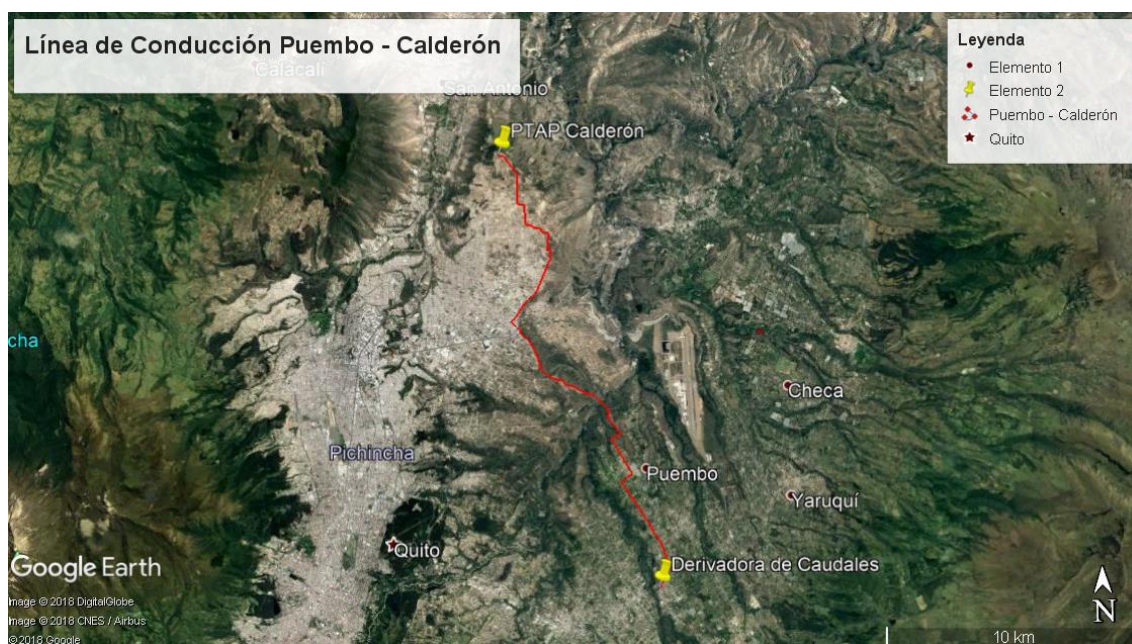 Línea de Conducción Puembo - Calderón
Calacali
San Antonio
Leyenda
Elemento 1
Elemento 2
Puembo - Calderón
Quito
PTAP Calderón
cha
Checa
Pichincha
Puembo
Yaruquí
Quito
Derivadora de Caudales
Google Earth
Image © 2018 DigitalGlobe
Image © 2018 CNES / Airbus
© 2018 Google
N
10 km